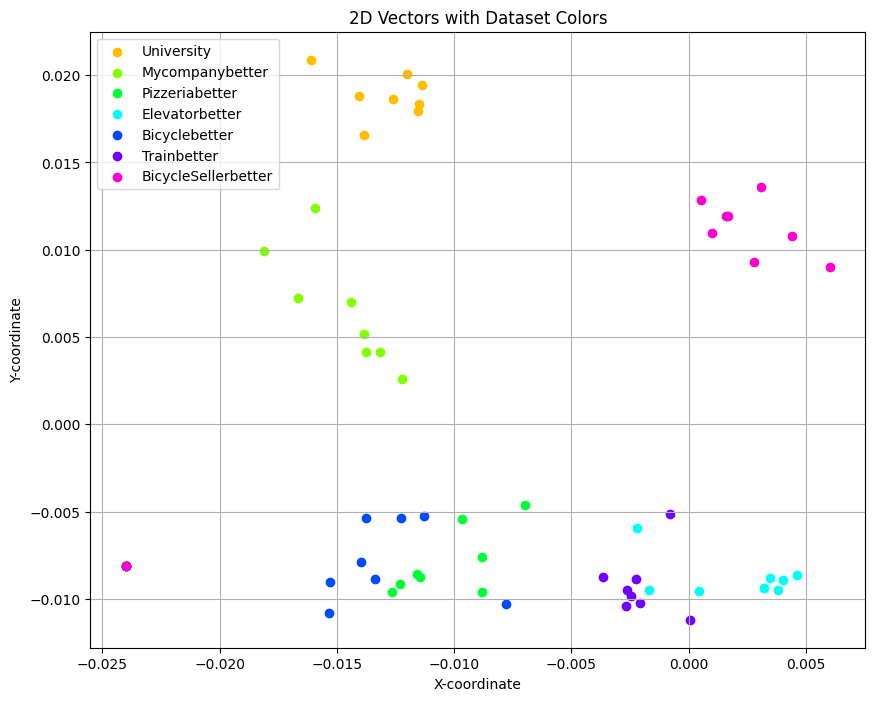 2D Vectors with Dataset Colors
University
Mycompanybetter
Pizzeriabetter
Elevatorbetter
Bicyclebetter
Trainbetter
BicycleSellerbetter
0.020
0.015
0.010
0.005
0.000
−0.005
−0.010
Y-coordinate
−0.025
−0.020
−0.015
−0.010
−0.005
0.000
0.005
X-coordinate